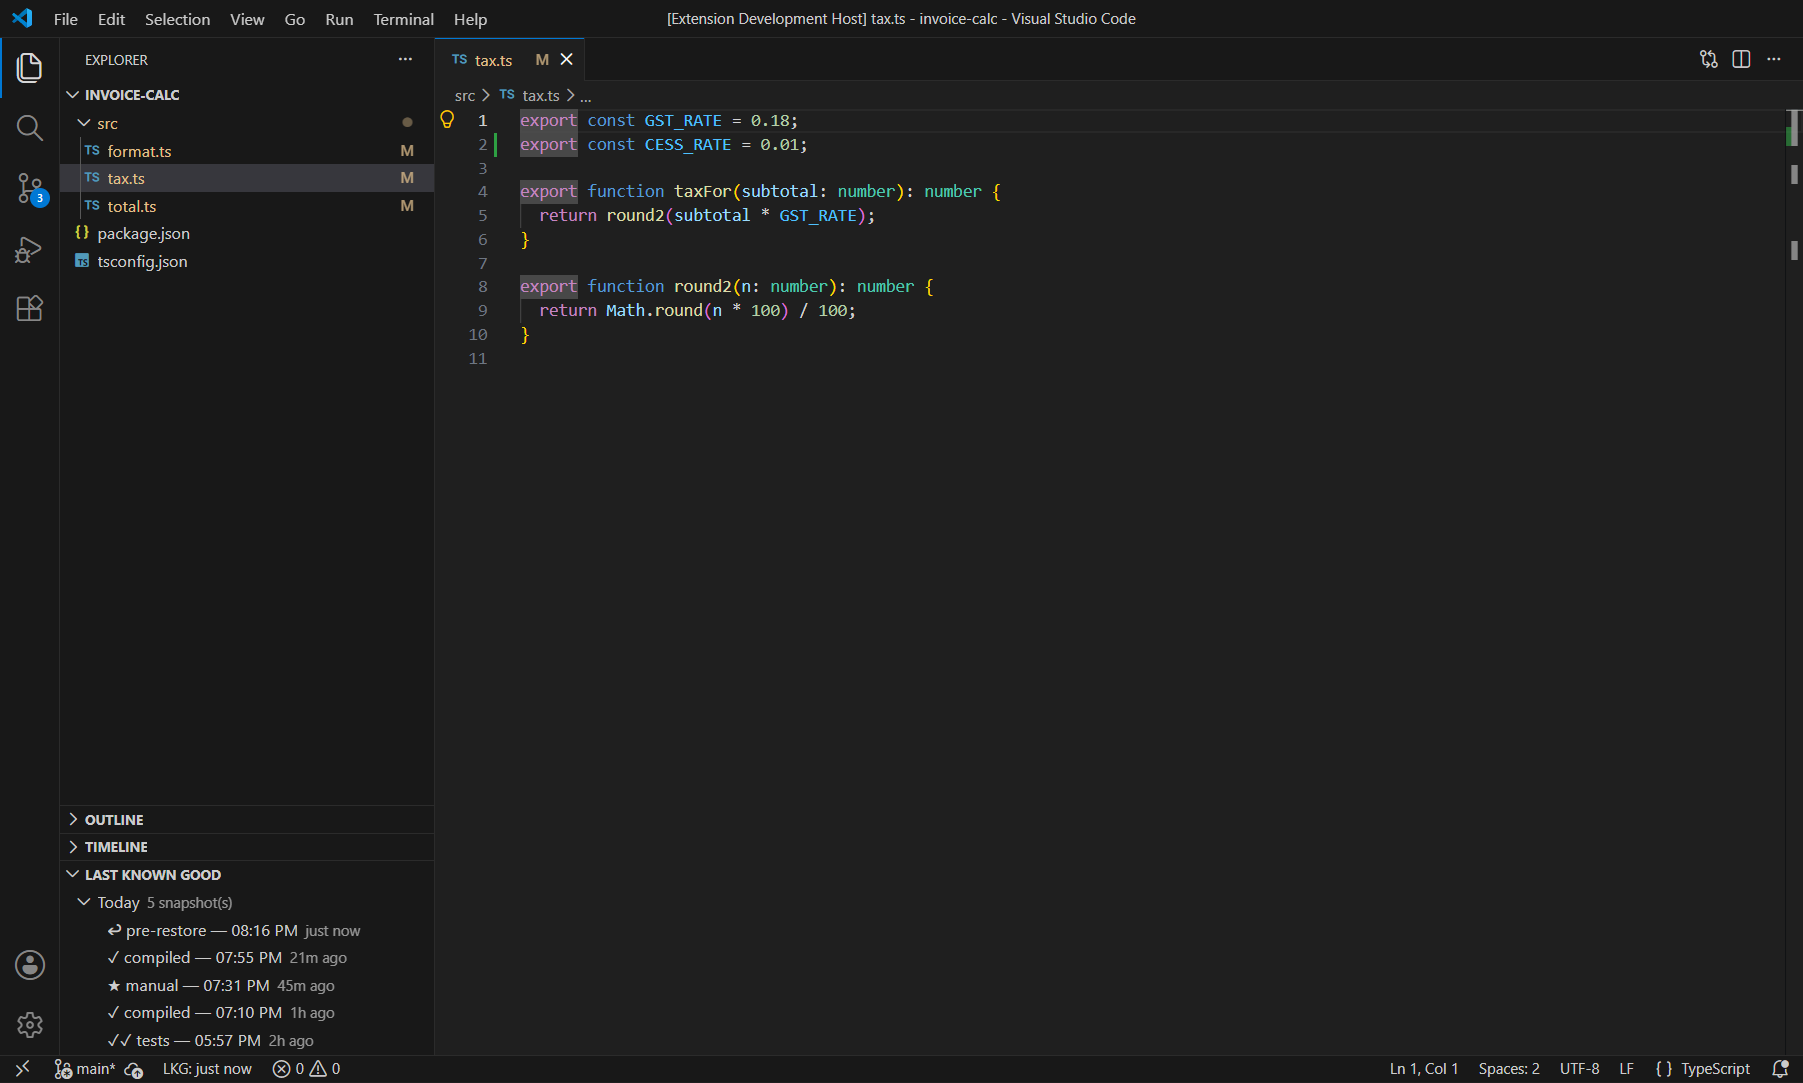 File Edit Selection View Go Run Terminal Help
[Extension Development Host] tax.ts - invoice-calc - Visual Studio Code
EXPLORER
INVOICE-CALC
src
TS format.ts M
TS tax.ts M
TS total.ts M
{} package.json
TS tsconfig.json
3
OUTLINE
TIMELINE
LAST KNOWN GOOD
Today 5 snapshot(s)
↩ pre-restore — 08:16 PM just now
✓ compiled — 07:55 PM 21m ago
★ manual — 07:31 PM 45m ago
✓ compiled — 07:10 PM 1h ago
✓✓ tests — 05:57 PM 2h ago
TS tax.ts M
src > TS tax.ts > ...
1 export const GST_RATE = 0.18;
2 export const CESS_RATE = 0.01;
3
4 export function taxFor(subtotal: number): number {
5 return round2(subtotal * GST_RATE);
6 }
7
8 export function round2(n: number): number {
9 return Math.round(n * 100) / 100;
10 }
11
main* LKG: just now 0 0
Ln 1, Col 1 Spaces: 2 UTF-8 LF { } TypeScript